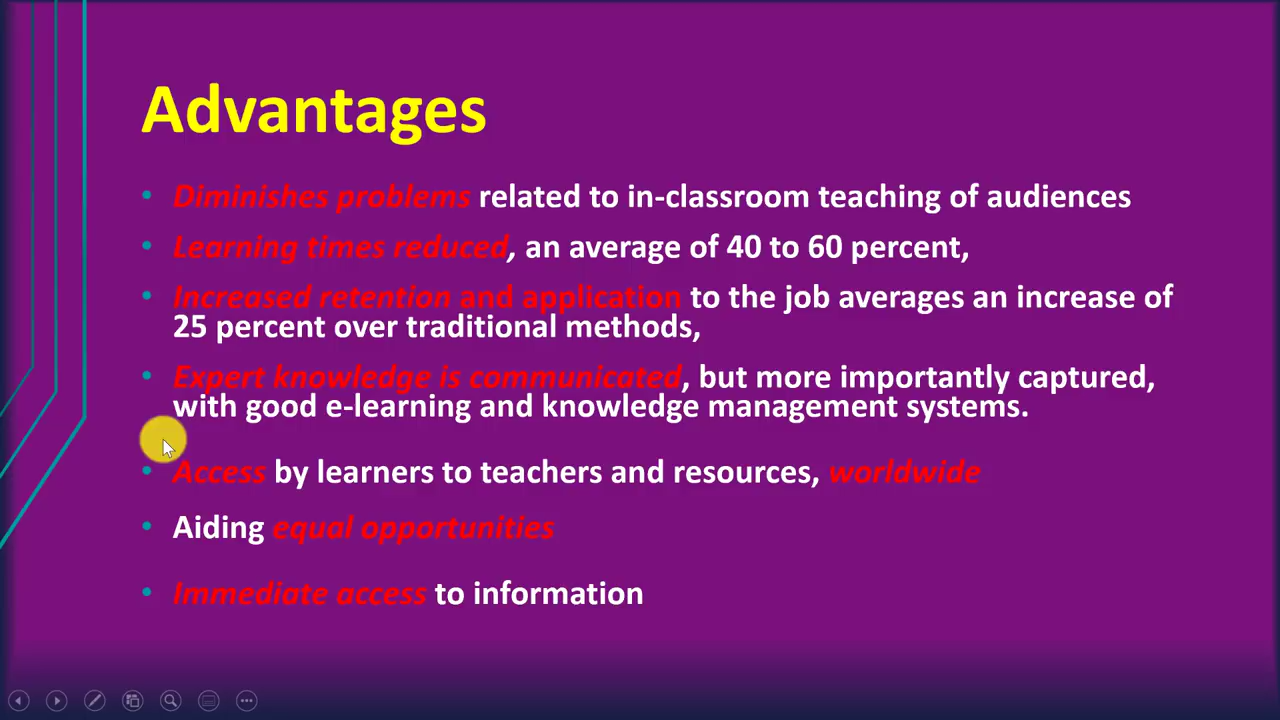 Advantages
• Diminishes problems related to in-classroom teaching of audiences
• Learning times reduced, an average of 40 to 60 percent,
• Increased retention and application to the job averages an increase of
25 percent over traditional methods,
• Expert knowledge is communicated, but more importantly captured,
with good e-learning and knowledge management systems.
• Access by learners to teachers and resources, worldwide
• Aiding equal opportunities
• Immediate access to information